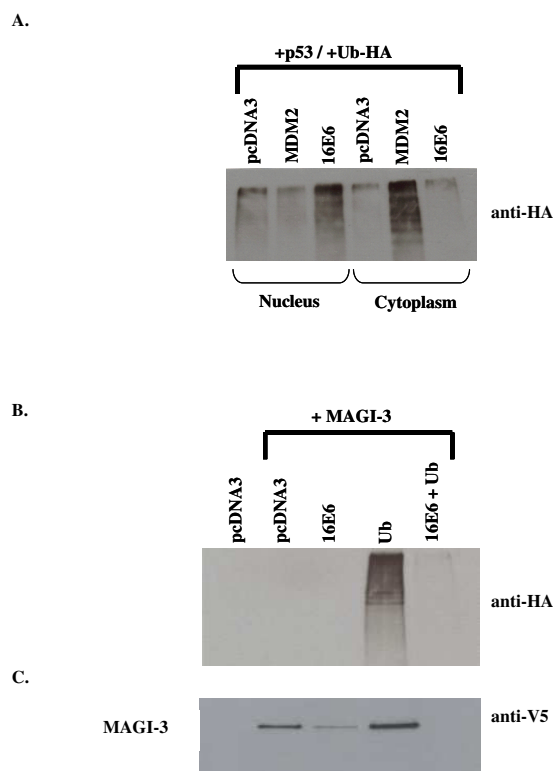 A.
+p53 / +Ub-HA
pcDNA3 MDM2 16E6 pcDNA3 MDM2 16E6
anti-HA
Nucleus Cytoplasm
B.
+ MAGI-3
pcDNA3 pcDNA3 16E6 Ub 16E6 + Ub
anti-HA
C.
MAGI-3 anti-V5